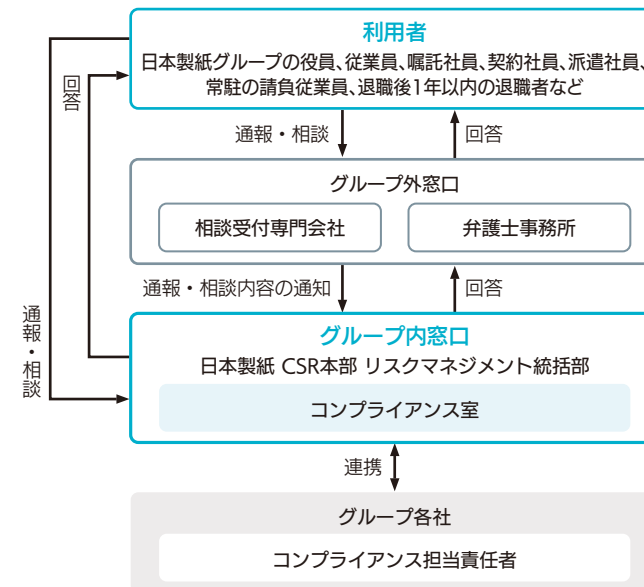 利用者
日本製紙グループの役員、従業員、嘱託社員、契約社員、派遣社員、
常駐の請負従業員、退職後1年以内の退職者など
回答
通報・相談
回答
グループ外窓口
相談受付専門会社
弁護士事務所
通報・相談内容の通知
回答
通報・相談
グループ内窓口
日本製紙 CSR本部 リスクマネジメント統括部
コンプライアンス室
連携
グループ各社
コンプライアンス担当責任者